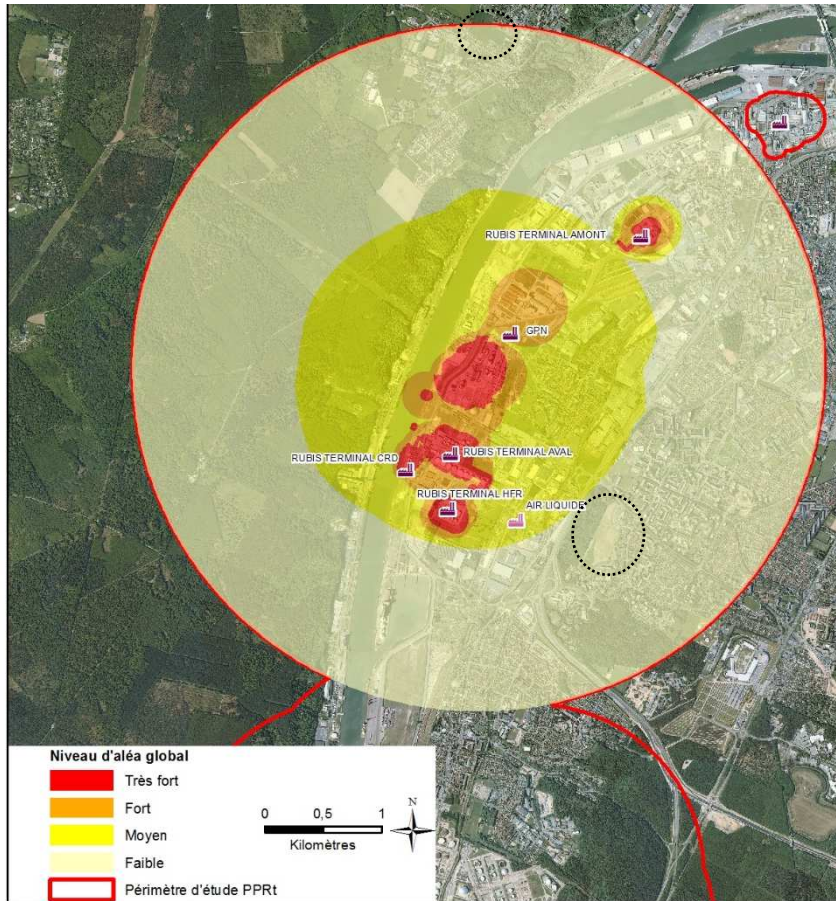 RUBIS TERMINAL AMONT
GPN
RUBIS TERMINAL AVAL
RUBIS TERMINAL CRD
RUBIS TERMINAL HFR
AIR LIQUIDE
Niveau d'aléa global
Très fort
Fort
Moyen
Faible
Périmètre d'étude PPRt
0 0,5 1
Kilomètres
N